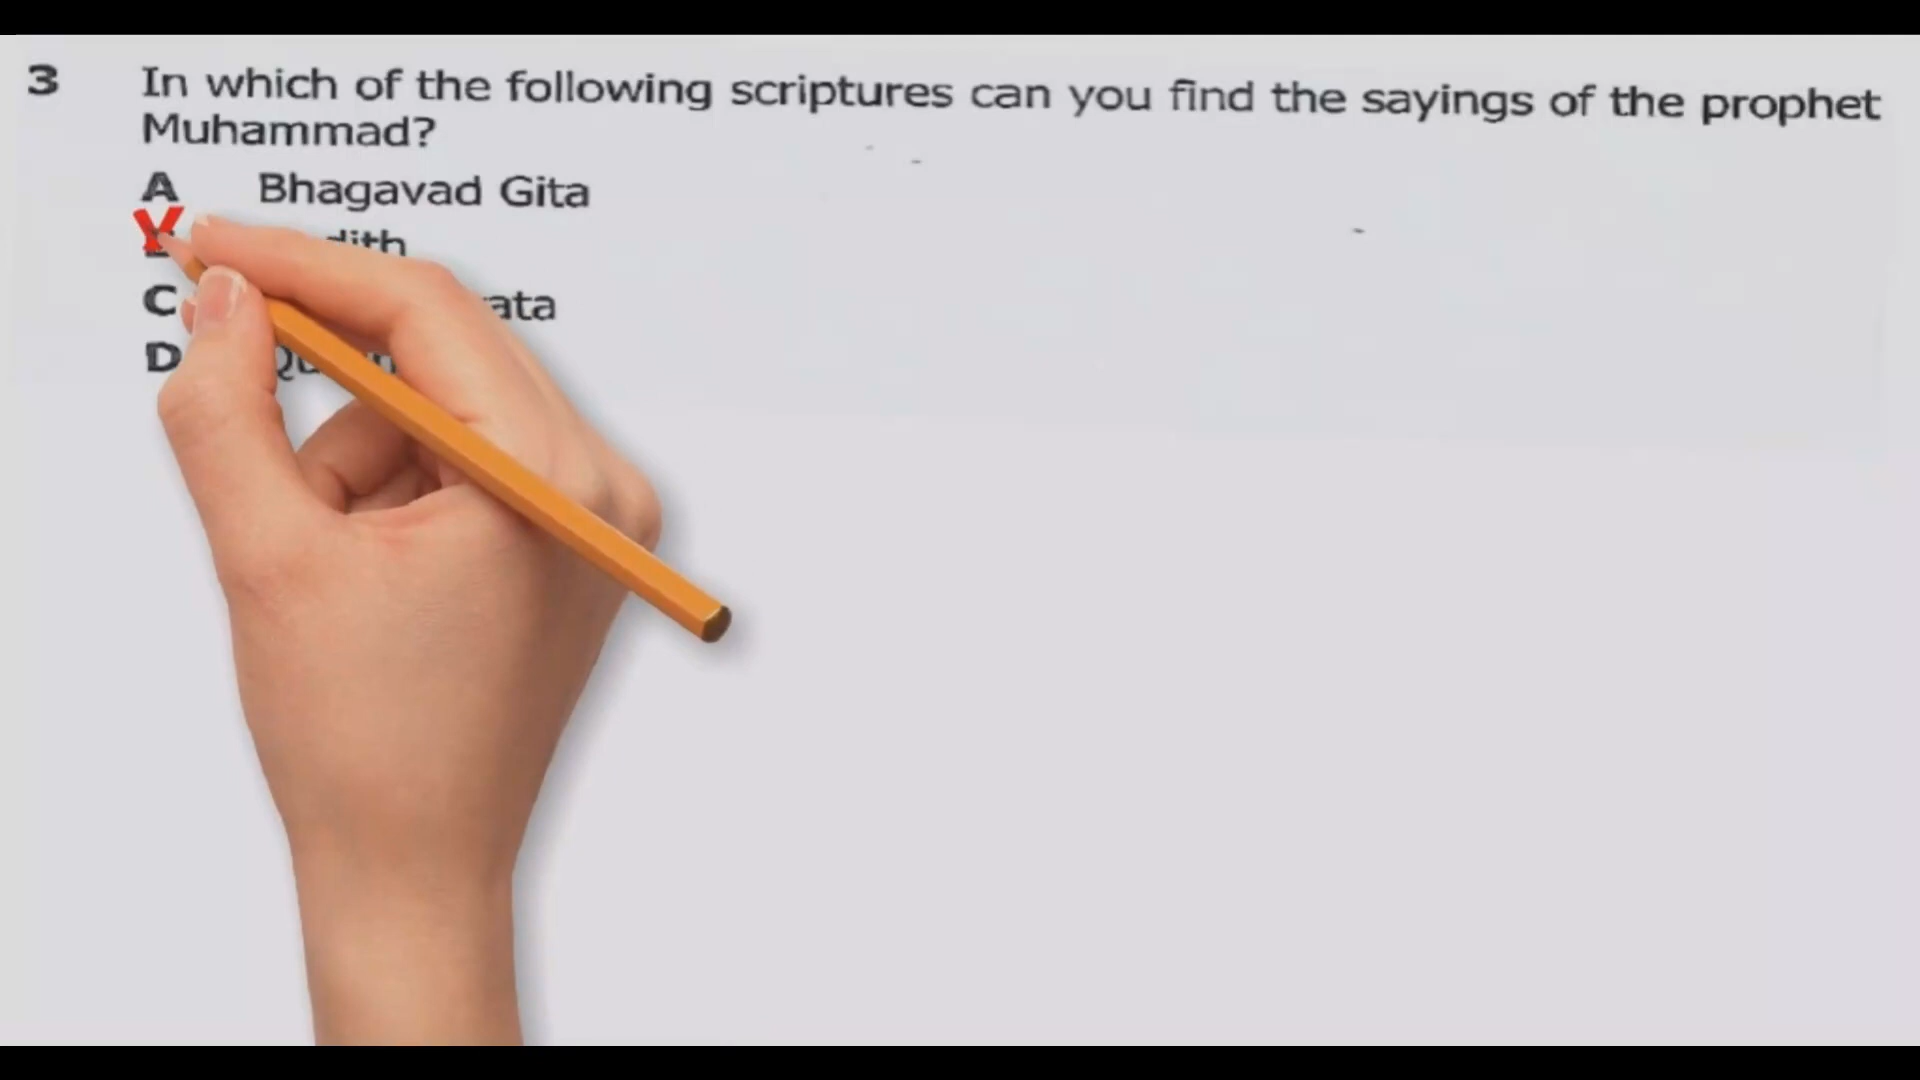 3 In which of the following scriptures can you find the sayings of the prophet
Muhammad?
A Bhagavad Gita
C
D